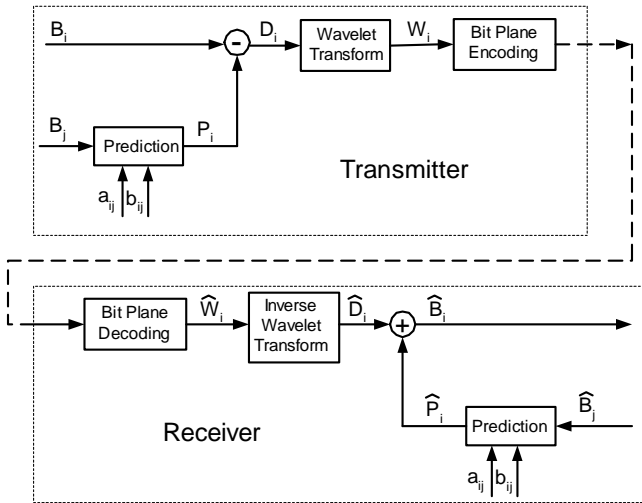 B_i
-
D_i
Wavelet
Transform
W_i
Bit Plane
Encoding
B_j
Prediction
P_i
a_ij
b_ij
Transmitter
Bit Plane
Decoding
Ŵ_i
Inverse
Wavelet
Transform
D̂_i
+
B̂_i
P̂_i
Prediction
B̂_j
a_ij
b_ij
Receiver